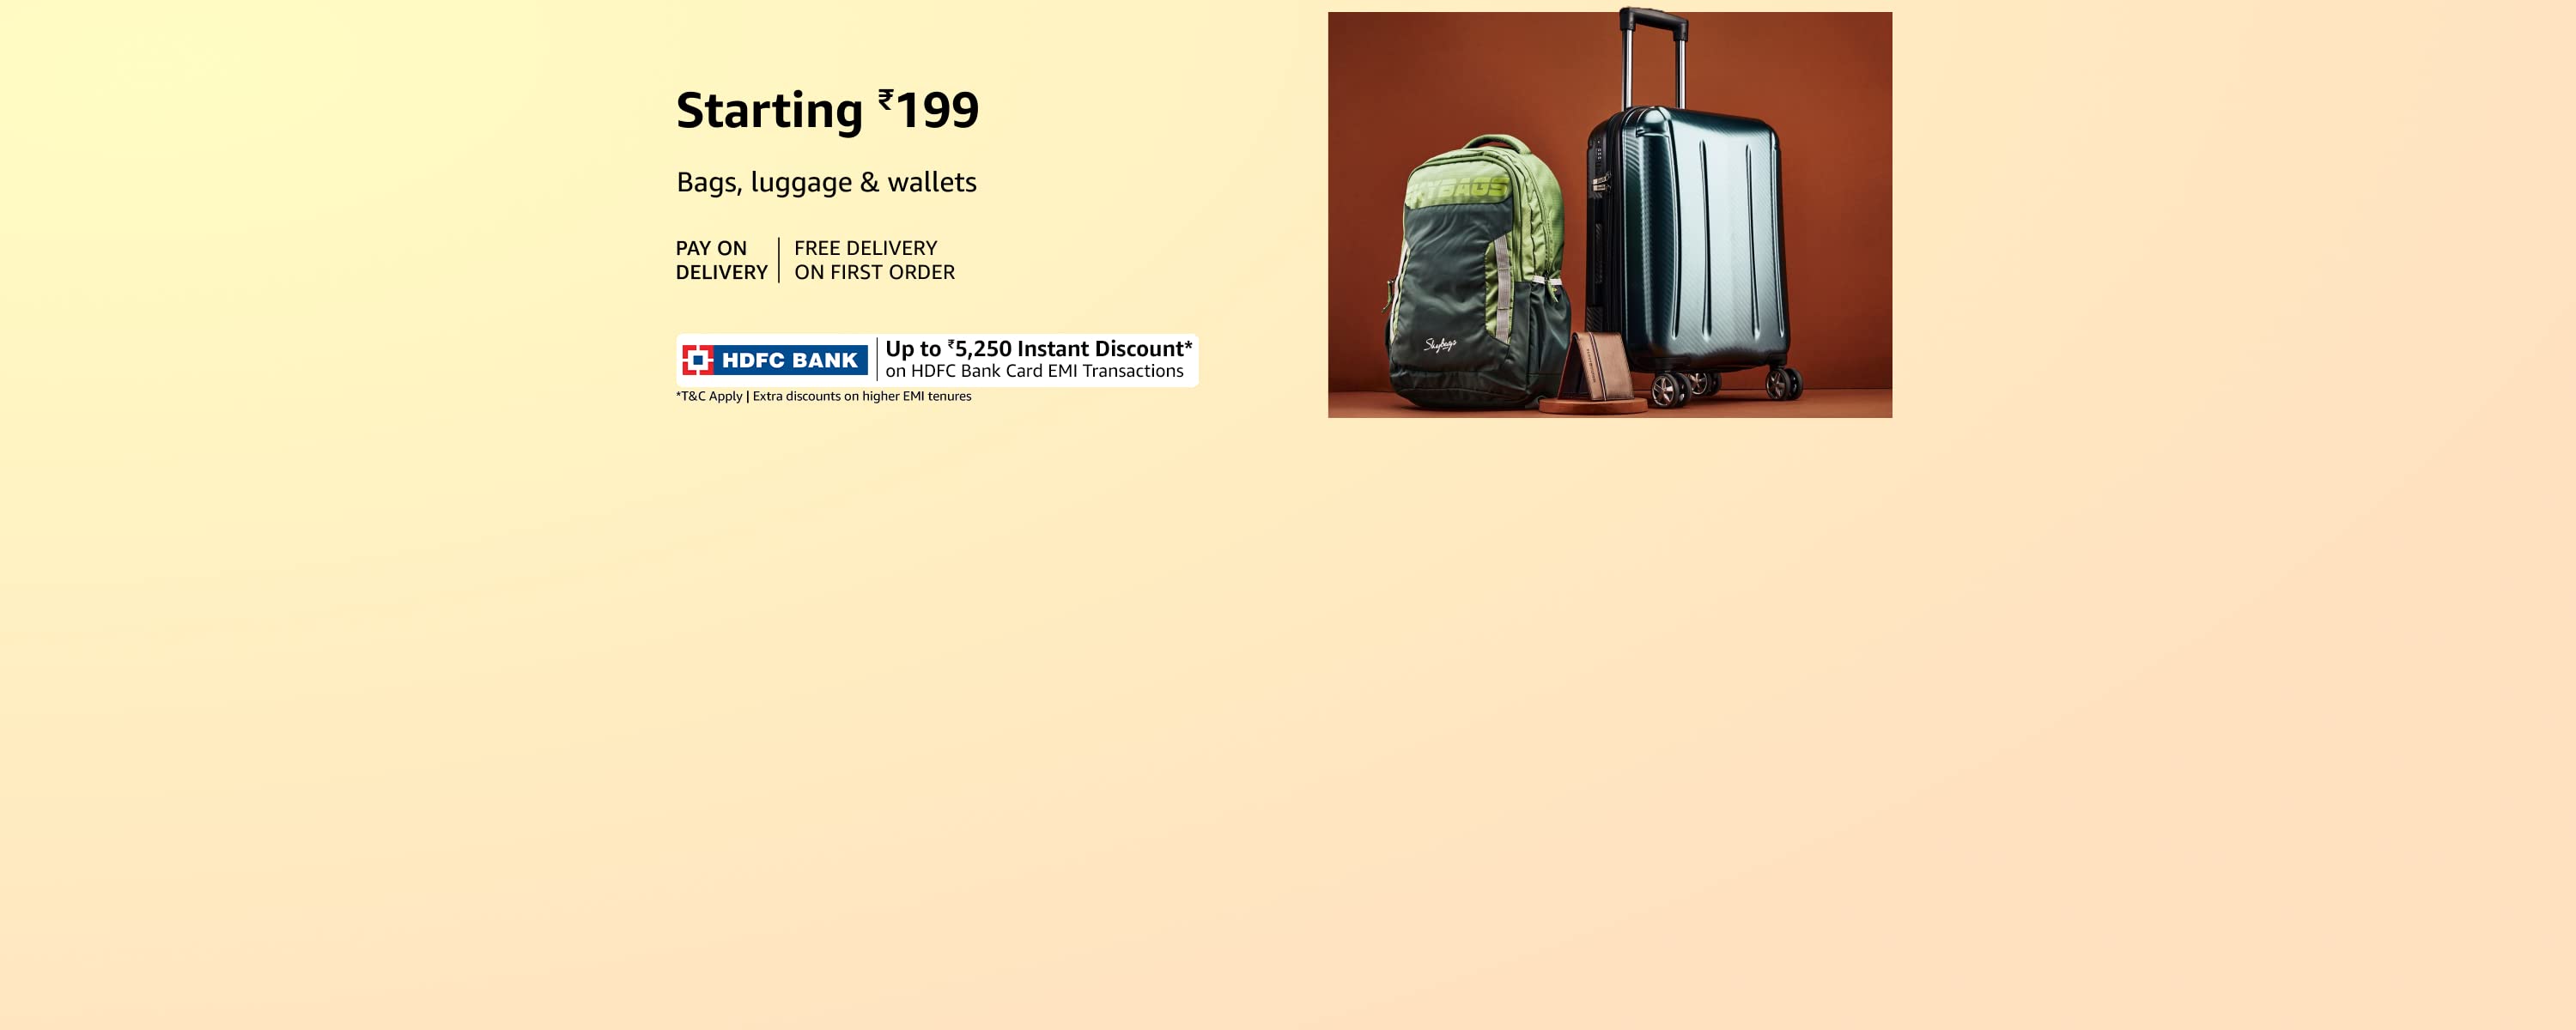 Starting ₹199
Bags, luggage & wallets
PAY ON
DELIVERY
FREE DELIVERY
ON FIRST ORDER
HDFC BANK
Up to ₹5,250 Instant Discount*
on HDFC Bank Card EMI Transactions
*T&C Apply | Extra discounts on higher EMI tenures
SKYBAGS
Skybags